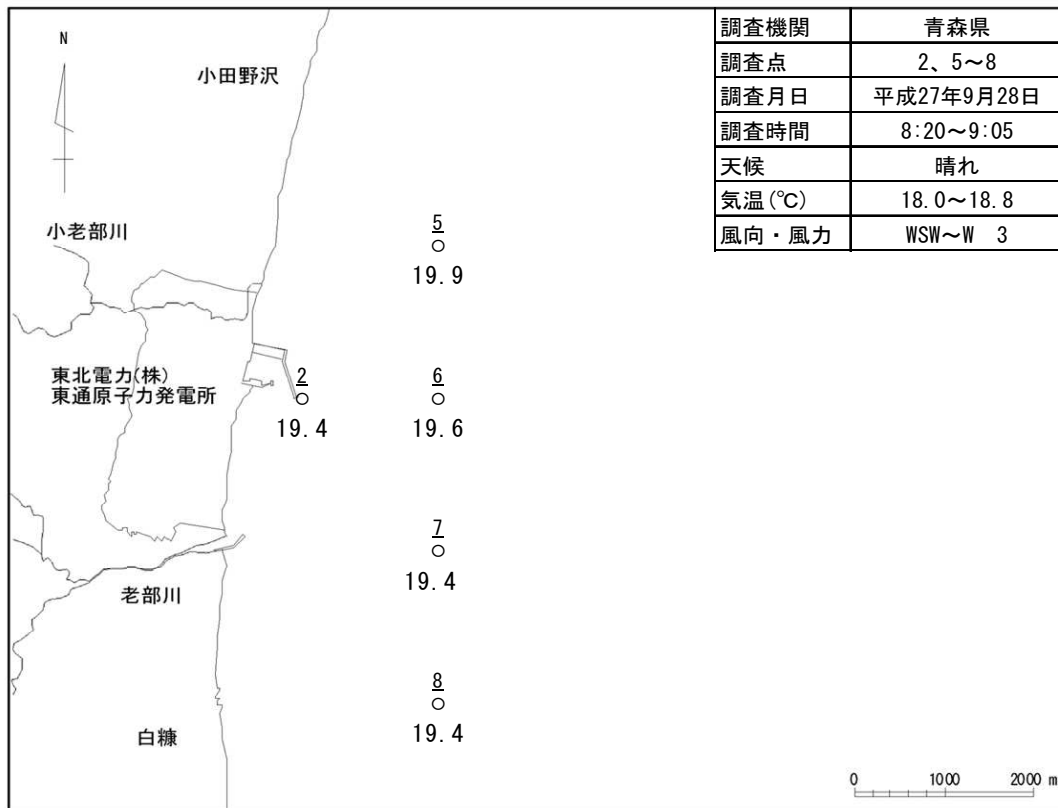 調査機関 青森県
調査点 2、5～8
調査月日 平成27年9月28日
調査時間 8:20～9:05
天候 晴れ
気温(℃) 18.0～18.8
風向・風力 WSW～W 3
N
小田野沢
小老部川
5
19.9
東北電力(株)
東通原子力発電所
2
19.4
6
19.6
7
19.4
老部川
8
19.4
白糠
0 1000 2000 m